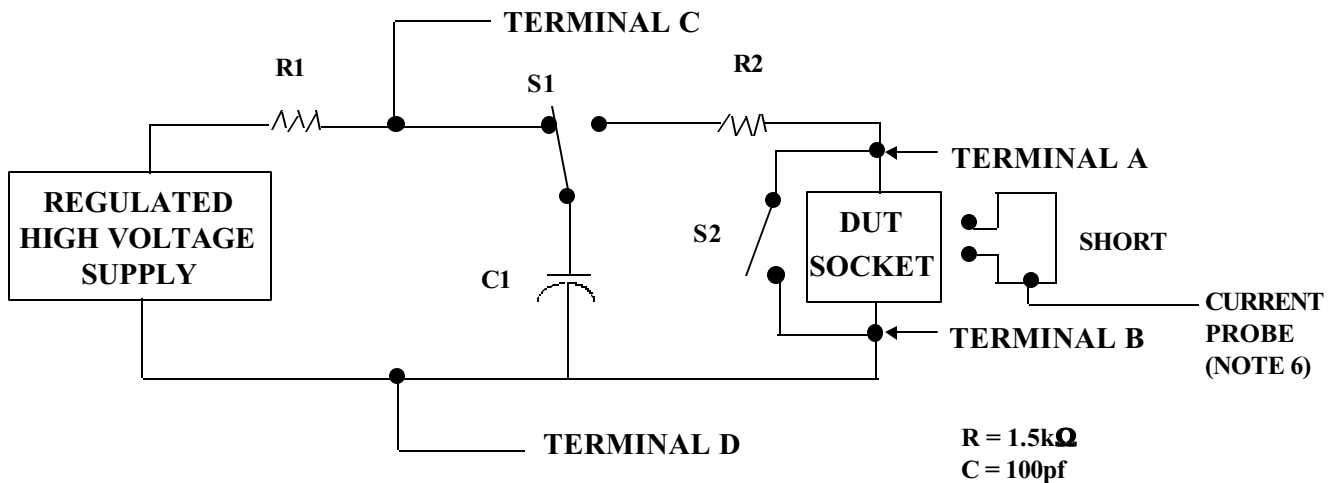 TERMINAL C
R1
S1
R2
TERMINAL A
REGULATED
HIGH VOLTAGE
SUPPLY
S2
DUT
SOCKET
SHORT
C1
CURRENT
PROBE
(NOTE 6)
TERMINAL B
TERMINAL D
R = 1.5kΩ
C = 100pf